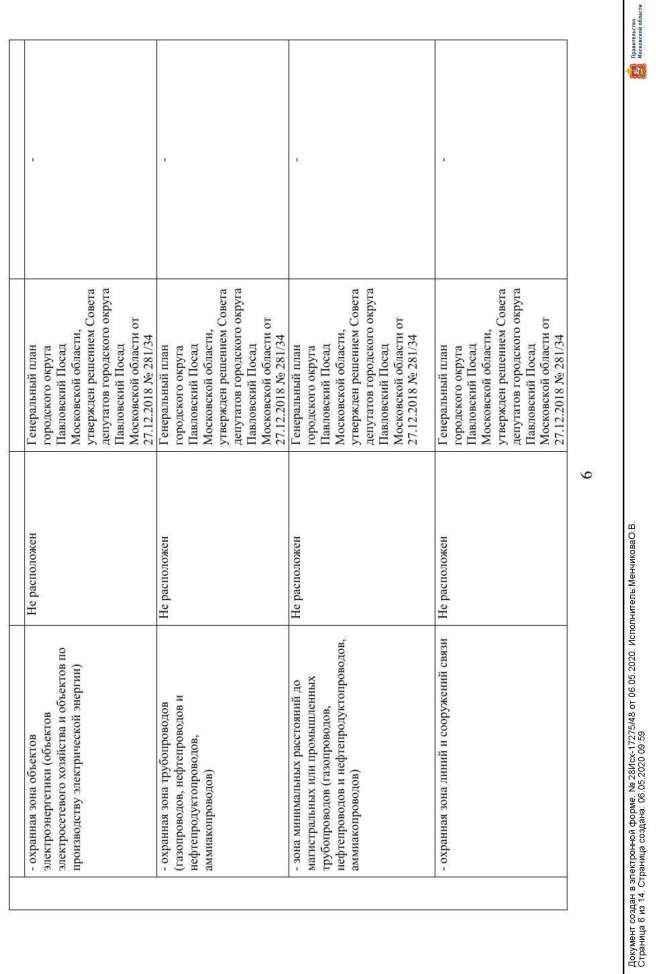 - охранная зона объектов
электроэнергетики (объектов
электросетевого хозяйства и объектов по
производству электрической энергии)
Не расположен
Генеральный план
городского округа
Павловский Посад
Московской области,
утвержден решением Совета
депутатов городского округа
Павловский Посад
Московской области от
27.12.2018 № 281/34
-
- охранная зона трубопроводов
(газопроводов, нефтепроводов и
нефтепродуктопроводов,
аммиакопроводов)
Не расположен
Генеральный план
городского округа
Павловский Посад
Московской области,
утвержден решением Совета
депутатов городского округа
Павловский Посад
Московской области от
27.12.2018 № 281/34
-
- зона минимальных расстояний до
магистральных или промышленных
трубопроводов (газопроводов,
нефтепроводов и нефтепродуктопроводов,
аммиакопроводов)
Не расположен
Генеральный план
городского округа
Павловский Посад
Московской области,
утвержден решением Совета
депутатов городского округа
Павловский Посад
Московской области от
27.12.2018 № 281/34
-
- охранная зона линий и сооружений связи
Не расположен
Генеральный план
городского округа
Павловский Посад
Московской области,
утвержден решением Совета
депутатов городского округа
Павловский Посад
Московской области от
27.12.2018 № 281/34
-
6
Документ создан в электронной форме. № 28Исх-17275/48 от 06.05.2020. Исполнитель:МенчиковаО.В.
Страница 6 из 14. Страница создана: 06.05.2020 09:59
Правительство
Московской области